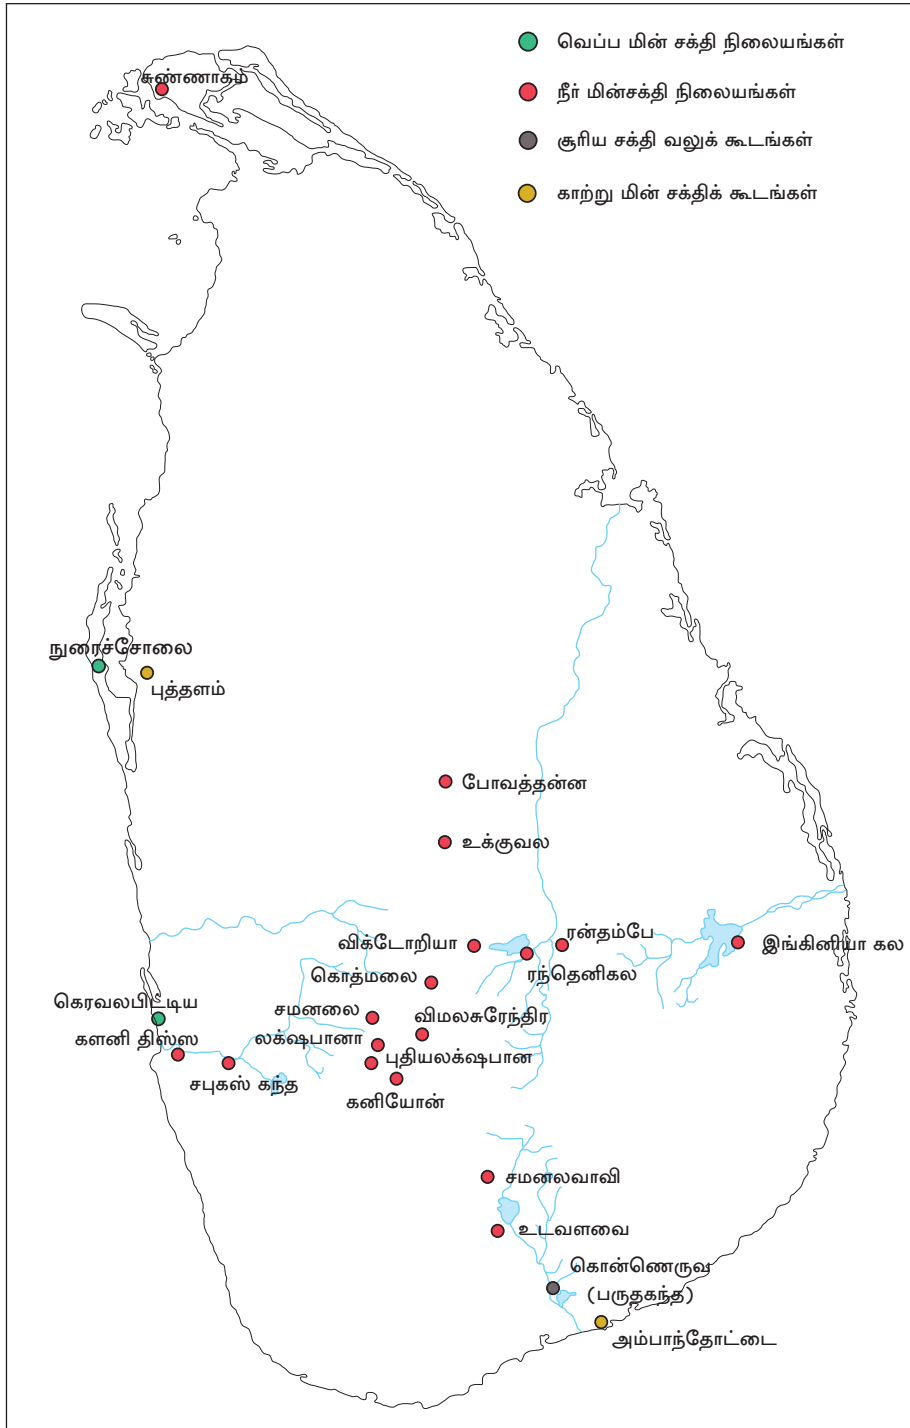 வெப்ப மின் சக்தி நிலையங்கள்
நீர் மின்சக்தி நிலையங்கள்
சூரிய சக்தி வலுக் கூடங்கள்
காற்று மின் சக்திக் கூடங்கள்
சுண்ணாகம்
நுரைச்சோலை
புத்தளம்
போவத்தன்ன
உக்குவல
விக்டோறியா
ரன்தம்பே
இங்கினியா கல
ரந்தெனிகல
கொத்மலை
கெரவலபிட்டிய
சமனலை
விமலசுரேந்திர
களனி திஸ்ஸ
லக்ஷபானா
புதியலக்ஷபான
சபுகஸ் கந்த
கனியோன்
சமனலவாவி
உடவளவை
கொன்ணெருவ
(பருதகந்த)
அம்பாந்தோட்டை